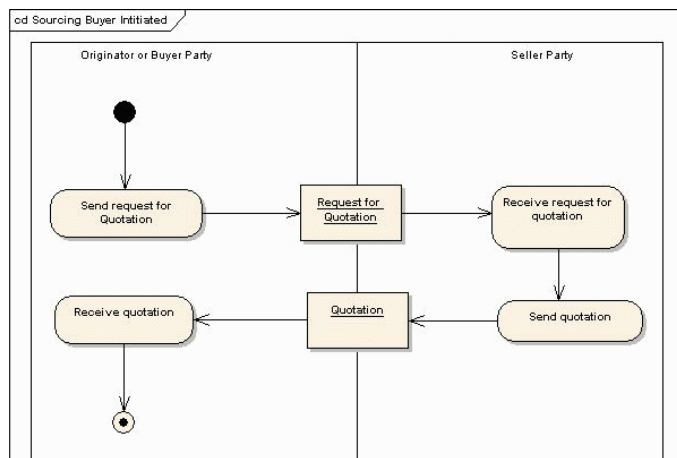 cd Sourcing Buyer Intitiated
Originator or Buyer Party
Seller Party
Send request for
Quotation
Request for
Quotation
Receive request for
quotation
Receive quotation
Quotation
Send quotation